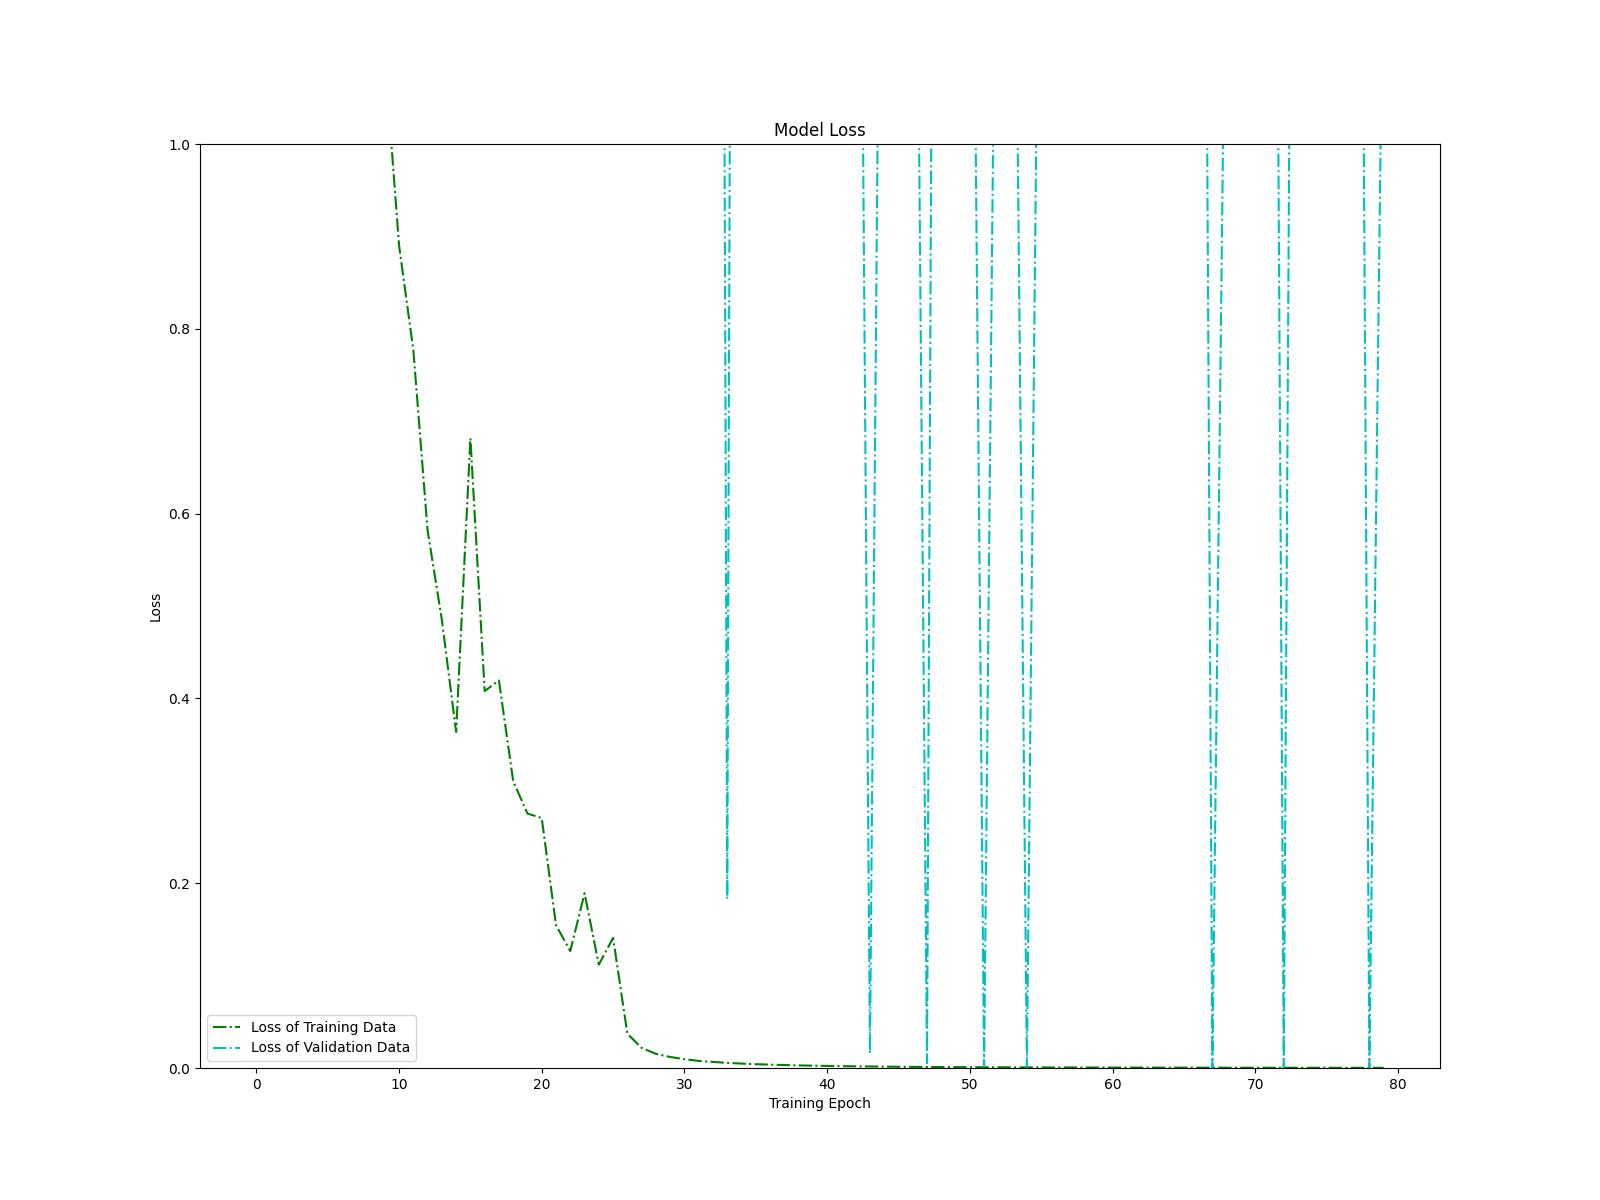 Model Loss
1.0
0.8
0.6
0.4
0.2
0.0
Loss
Loss of Training Data
Loss of Validation Data
0 10 20 30 40 50 60 70 80
Training Epoch